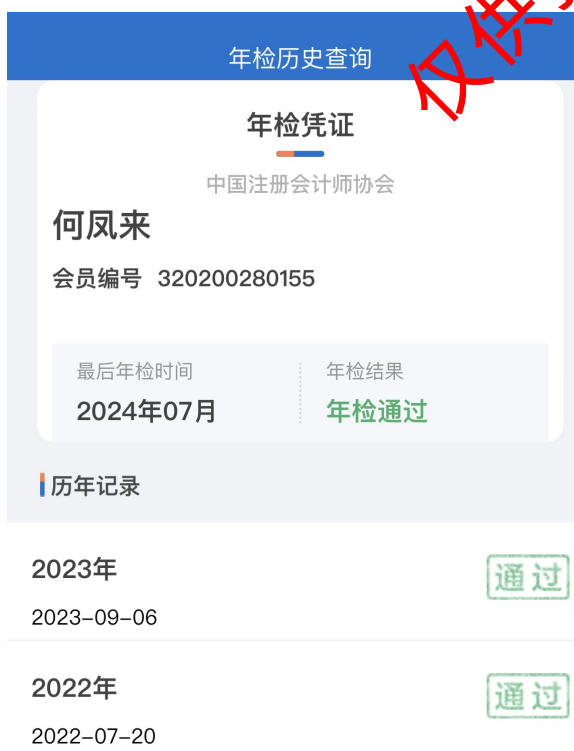 仅供
年检历史查询
年检凭证
中国注册会计师协会
何凤来
会员编号 320200280155
最后年检时间 年检结果
2024年07月 年检通过
历年记录
2023年 通过
2023-09-06
2022年 通过
2022-07-20